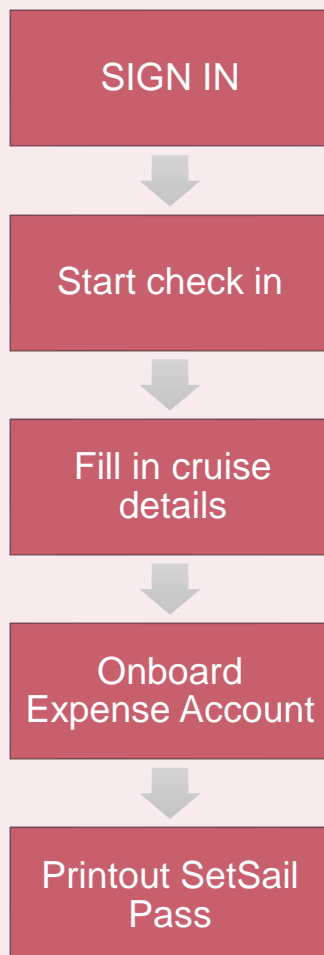 SIGN IN
Start check in
Fill in cruise
details
Onboard
Expense Account
Printout SetSail
Pass